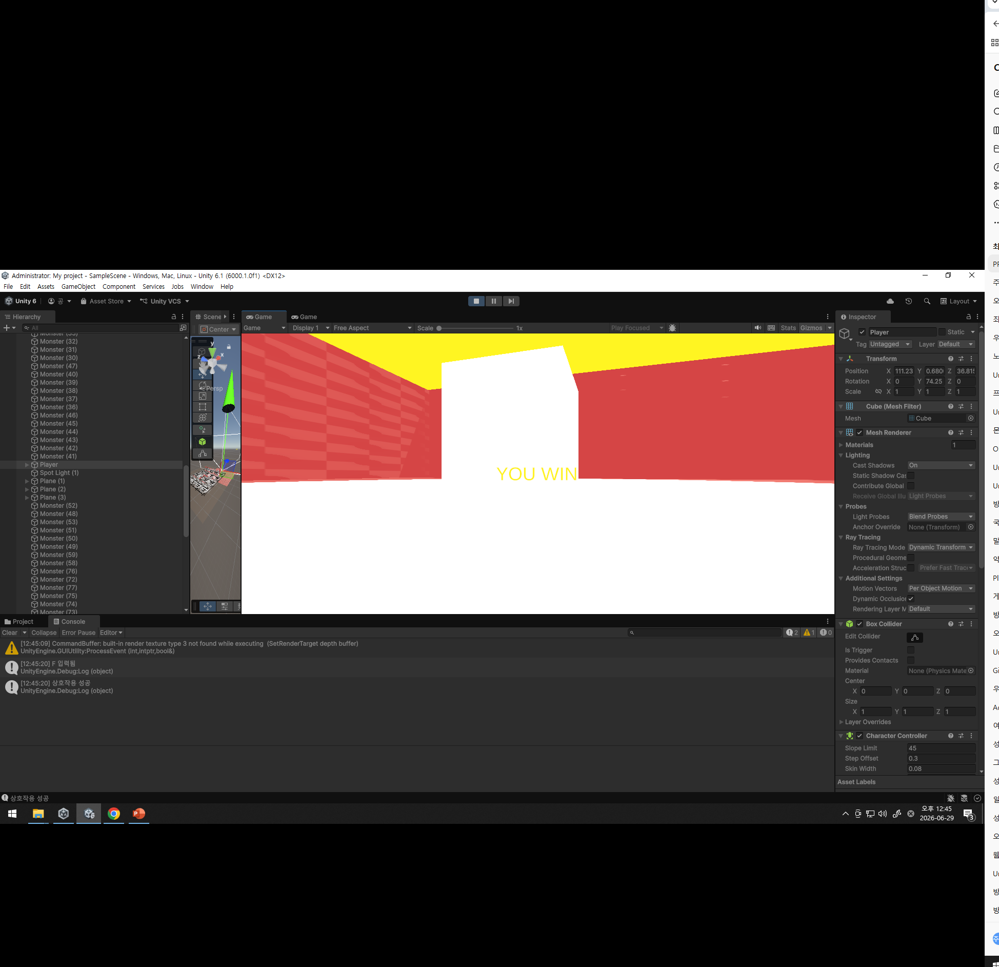 Administrator: My project - SampleScene - Windows, Mac, Linux - Unity 6.1 (6000.1.0f1) <DX12>
File Edit Assets GameObject Component Services Jobs Window Help
Unity 6 공 Asset Store Unity VCS Layout
Hierarchy
All
Monster (32)
Monster (31)
Monster (30)
Monster (47)
Monster (40)
Monster (39)
Monster (38)
Monster (37)
Monster (36)
Monster (46)
Monster (45)
Monster (44)
Monster (43)
Monster (42)
Monster (41)
Player
Spot Light (1)
Plane (1)
Plane (2)
Plane (3)
Monster (52)
Monster (48)
Monster (53)
Monster (51)
Monster (50)
Monster (49)
Monster (59)
Monster (58)
Monster (76)
Monster (72)
Monster (77)
Monster (75)
Monster (74)
Monster (73)
Scene
Center
y
x
z
Persp
Game Game
Game Display 1 Free Aspect Scale 1x Play Focused Stats Gizmos
YOU WIN
Inspector
Player Static
Tag Untagged Layer Default
Transform
Position X 111.23 Y 0.680 Z 36.815
Rotation X 0 Y 74.25 Z 0
Scale X 1 Y 1 Z 1
Cube (Mesh Filter)
Mesh Cube
Mesh Renderer
Materials 1
Lighting
Cast Shadows On
Static Shadow Cas
Contribute Global
Receive Global Illu Light Probes
Probes
Light Probes Blend Probes
Anchor Override None (Transform)
Ray Tracing
Ray Tracing Mode Dynamic Transform
Procedural Geome
Acceleration Struc Prefer Fast Trace
Additional Settings
Motion Vectors Per Object Motion
Dynamic Occlusion
Rendering Layer M Default
Box Collider
Edit Collider
Is Trigger
Provides Contacts
Material None (Physics Mate
Center
X 0 Y 0 Z 0
Size
X 1 Y 1 Z 1
Layer Overrides
Character Controller
Slope Limit 45
Step Offset 0.3
Skin Width 0.08
Asset Labels
Project Console
Clear Collapse Error Pause Editor 2 1 0
[12:45:09] CommandBuffer: built-in render texture type 3 not found while executing (SetRenderTarget depth buffer)
UnityEngine.GUIUtility:ProcessEvent (int,intptr,bool&)
[12:45:20] F 입력됨
UnityEngine.Debug:Log (object)
[12:45:20] 상호작용 성공
UnityEngine.Debug:Log (object)
상호작용 성공
오후 12:45
2026-06-29
3